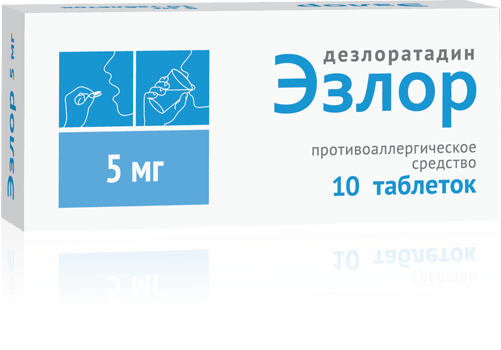 дезлоратадин
Эзлор
противоаллергическое
средство
10 таблеток
5 мг
Эзлор 5 мг